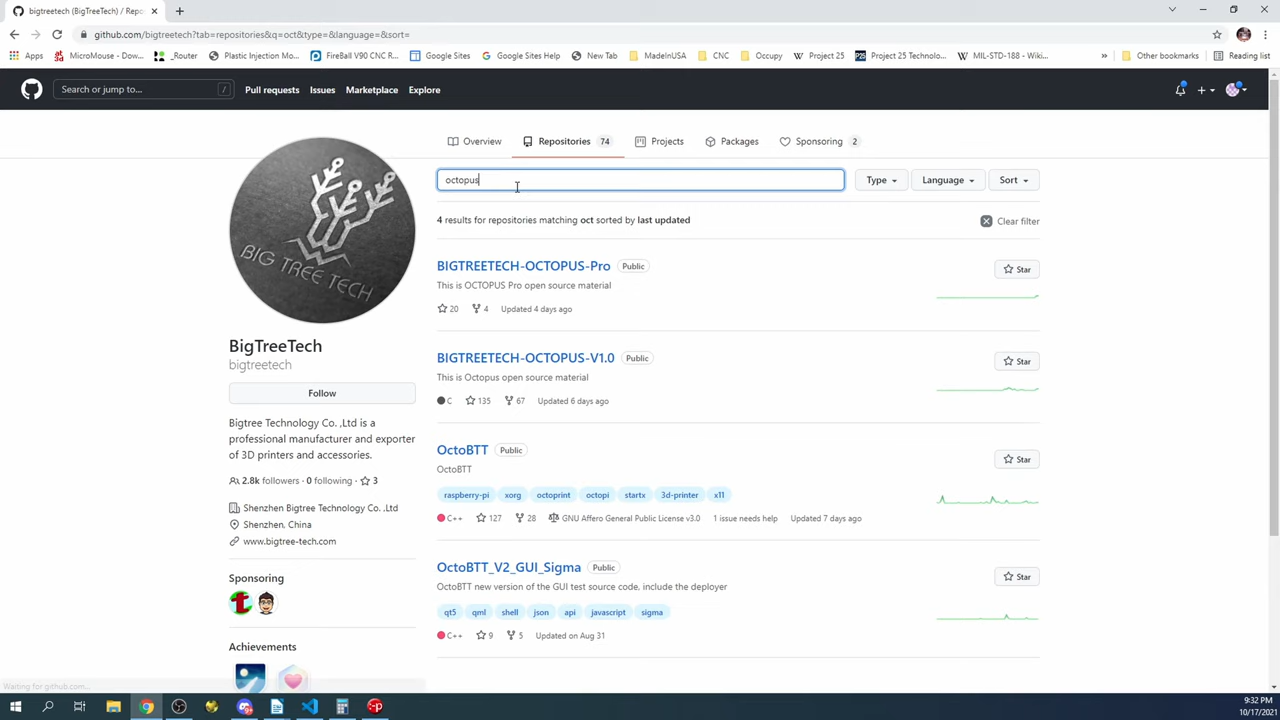 bigtreetech (BigTreeTech) / Repo
github.com/bigtreetech?tab=repositories&q=oct&type=&language=&sort=
Apps
MicroMouse - Dow...
_Router
Plastic Injection Mo...
FireBall V90 CNC R...
Google Sites
Google Sites Help
New Tab
MadeInUSA
CNC
Occupy
Project 25
Project 25 Technolo...
MIL-STD-188 - Wiki...
»
Other bookmarks
Reading list
Search or jump to...
/
Pull requests
Issues
Marketplace
Explore
Overview
Repositories 74
Projects
Packages
Sponsoring 2
octopus
Type
Language
Sort
4 results for repositories matching oct sorted by last updated
Clear filter
BIGTREETECH-OCTOPUS-Pro Public
Star
This is OCTOPUS Pro open source material
20 4 Updated 4 days ago
BIGTREETECH-OCTOPUS-V1.0 Public
Star
This is Octopus open source material
C 135 67 Updated 6 days ago
OctoBTT Public
Star
OctoBTT
raspberry-pi xorg octoprint octopi startx 3d-printer x11
C++ 127 28 GNU Affero General Public License v3.0 1 issue needs help Updated 7 days ago
OctoBTT_V2_GUI_Sigma Public
Star
OctoBTT new version of the GUI test source code, include the deployer
qt5 qml shell json api javascript sigma
C++ 9 5 Updated on Aug 31
BIG TREE TECH
BigTreeTech
bigtreetech
Follow
Bigtree Technology Co. ,Ltd is a
professional manufacturer and exporter
of 3D printers and accessories.
2.8k followers · 0 following · 3
Shenzhen Bigtree Technology Co. ,Ltd
Shenzhen, China
www.bigtree-tech.com
Sponsoring
Achievements
Waiting for github.com...
9:32 PM
10/17/2021